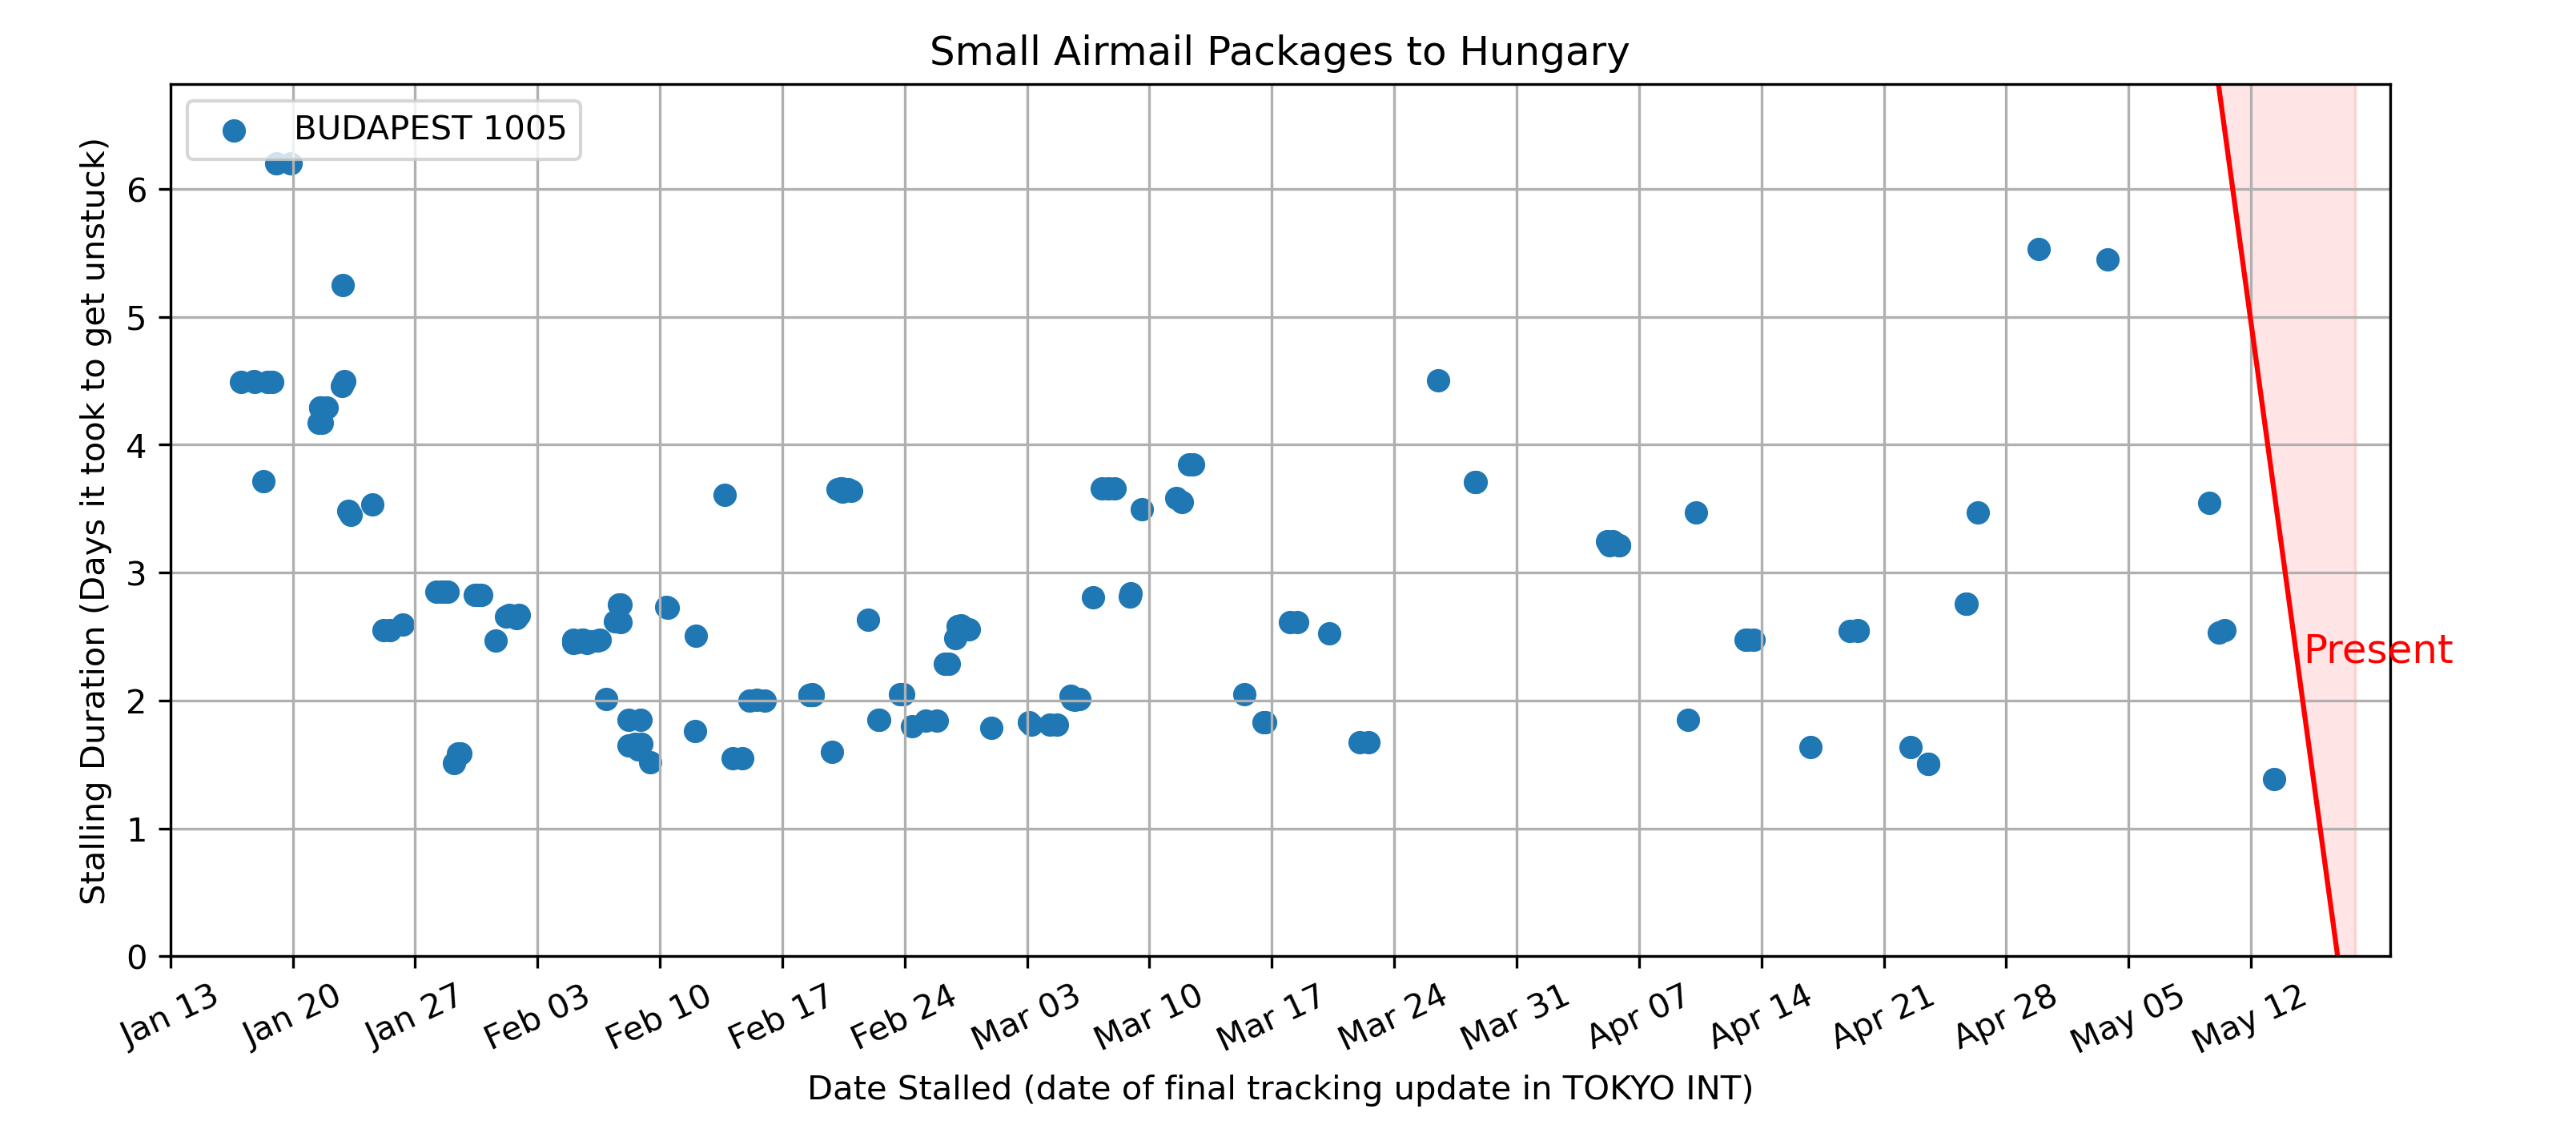 Small Airmail Packages to Hungary
BUDAPEST 1005
Stalling Duration (Days it took to get unstuck)
6
5
4
3
2
1
0
Present
Jan 13
Jan 20
Jan 27
Feb 03
Feb 10
Feb 17
Feb 24
Mar 03
Mar 10
Mar 17
Mar 24
Mar 31
Apr 07
Apr 14
Apr 21
Apr 28
May 05
May 12
Date Stalled (date of final tracking update in TOKYO INT)